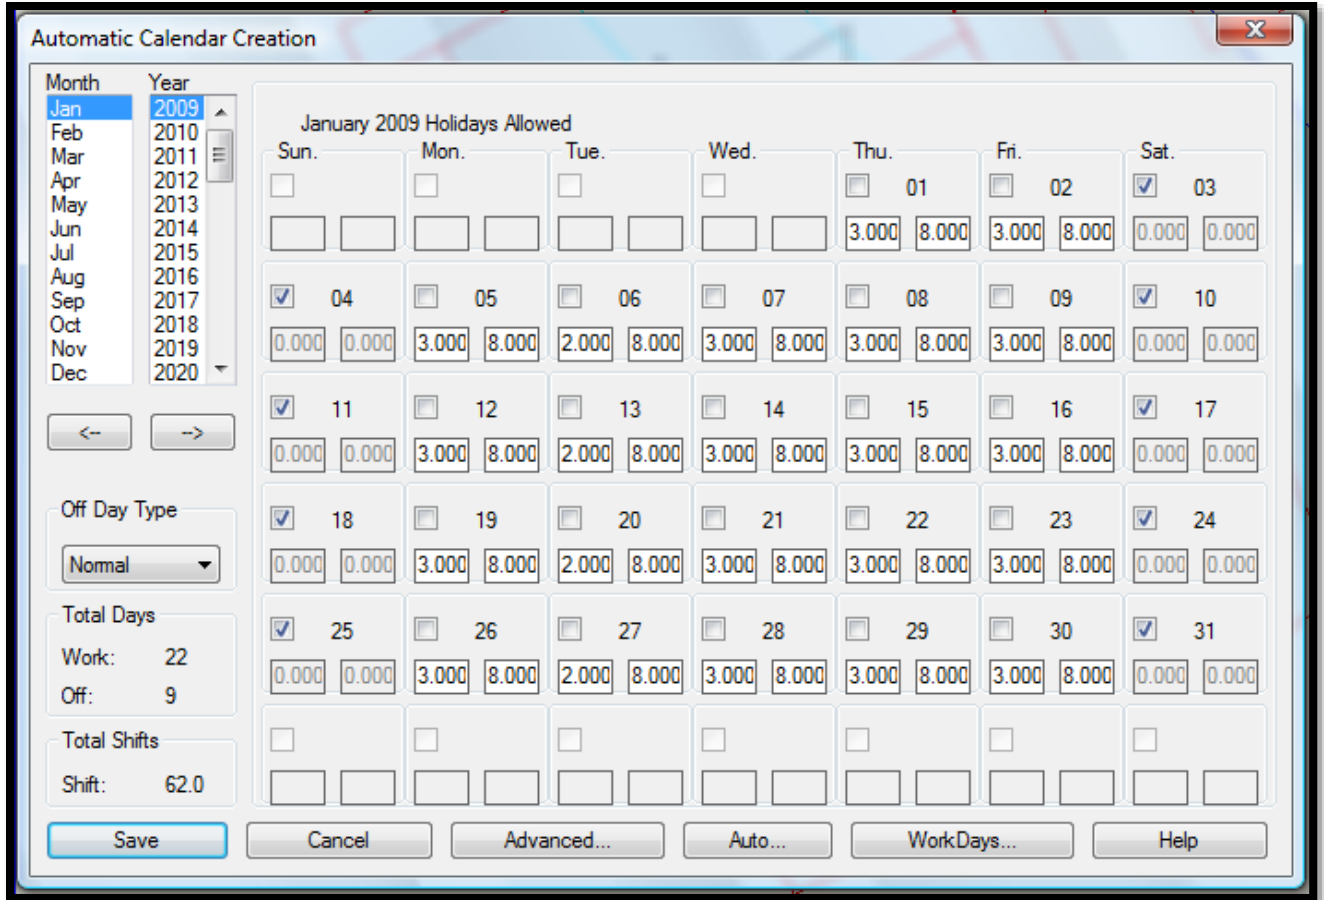 Automatic Calendar Creation
X
Month Year
Jan 2009
Feb 2010
Mar 2011
Apr 2012
May 2013
Jun 2014
Jul 2015
Aug 2016
Sep 2017
Oct 2018
Nov 2019
Dec 2020
<-- -->
Off Day Type
Normal
Total Days
Work: 22
Off: 9
Total Shifts
Shift: 62.0
January 2009 Holidays Allowed
Sun. Mon. Tue. Wed. Thu. Fri. Sat.
01 02 03
3.000 8.000 3.000 8.000 0.000 0.000
04 05 06 07 08 09 10
0.000 0.000 3.000 8.000 2.000 8.000 3.000 8.000 3.000 8.000 3.000 8.000 0.000 0.000
11 12 13 14 15 16 17
0.000 0.000 3.000 8.000 2.000 8.000 3.000 8.000 3.000 8.000 3.000 8.000 0.000 0.000
18 19 20 21 22 23 24
0.000 0.000 3.000 8.000 2.000 8.000 3.000 8.000 3.000 8.000 3.000 8.000 0.000 0.000
25 26 27 28 29 30 31
0.000 0.000 3.000 8.000 2.000 8.000 3.000 8.000 3.000 8.000 3.000 8.000 0.000 0.000
Save Cancel Advanced... Auto... WorkDays... Help